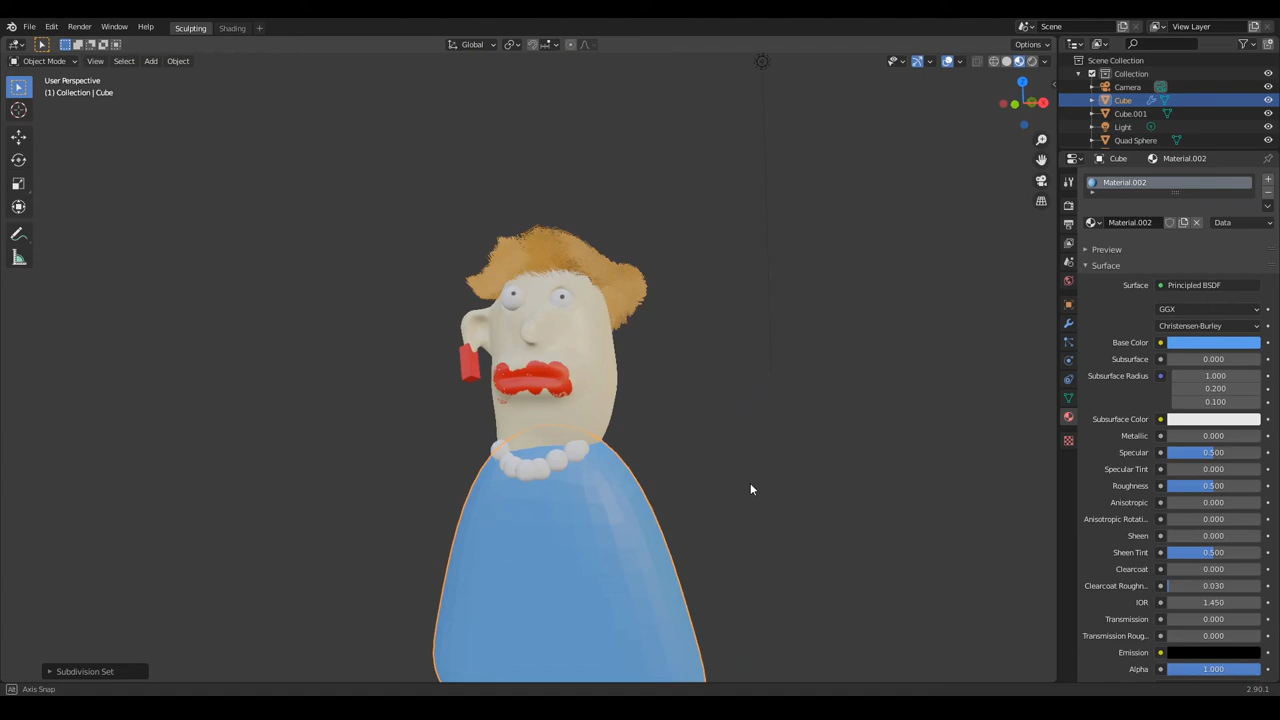 File Edit Render Window Help Sculpting Shading + Scene View Layer
Global Options
Object Mode View Select Add Object
User Perspective
(1) Collection | Cube
Z
X
Scene Collection
Collection
Camera
Cube
Cube.001
Light
Quad Sphere
Cube Material.002
Material.002
Material.002 Data
Preview
Surface
Surface Principled BSDF
GGX
Christensen-Burley
Base Color
Subsurface 0.000
Subsurface Radius 1.000
0.200
0.100
Subsurface Color
Metallic 0.000
Specular 0.500
Specular Tint 0.000
Roughness 0.500
Anisotropic 0.000
Anisotropic Rotati... 0.000
Sheen 0.000
Sheen Tint 0.500
Clearcoat 0.000
Clearcoat Roughn... 0.030
IOR 1.450
Transmission 0.000
Transmission Roug... 0.000
Emission
Alpha 1.000
Subdivision Set
Alt Axis Snap 2.90.1